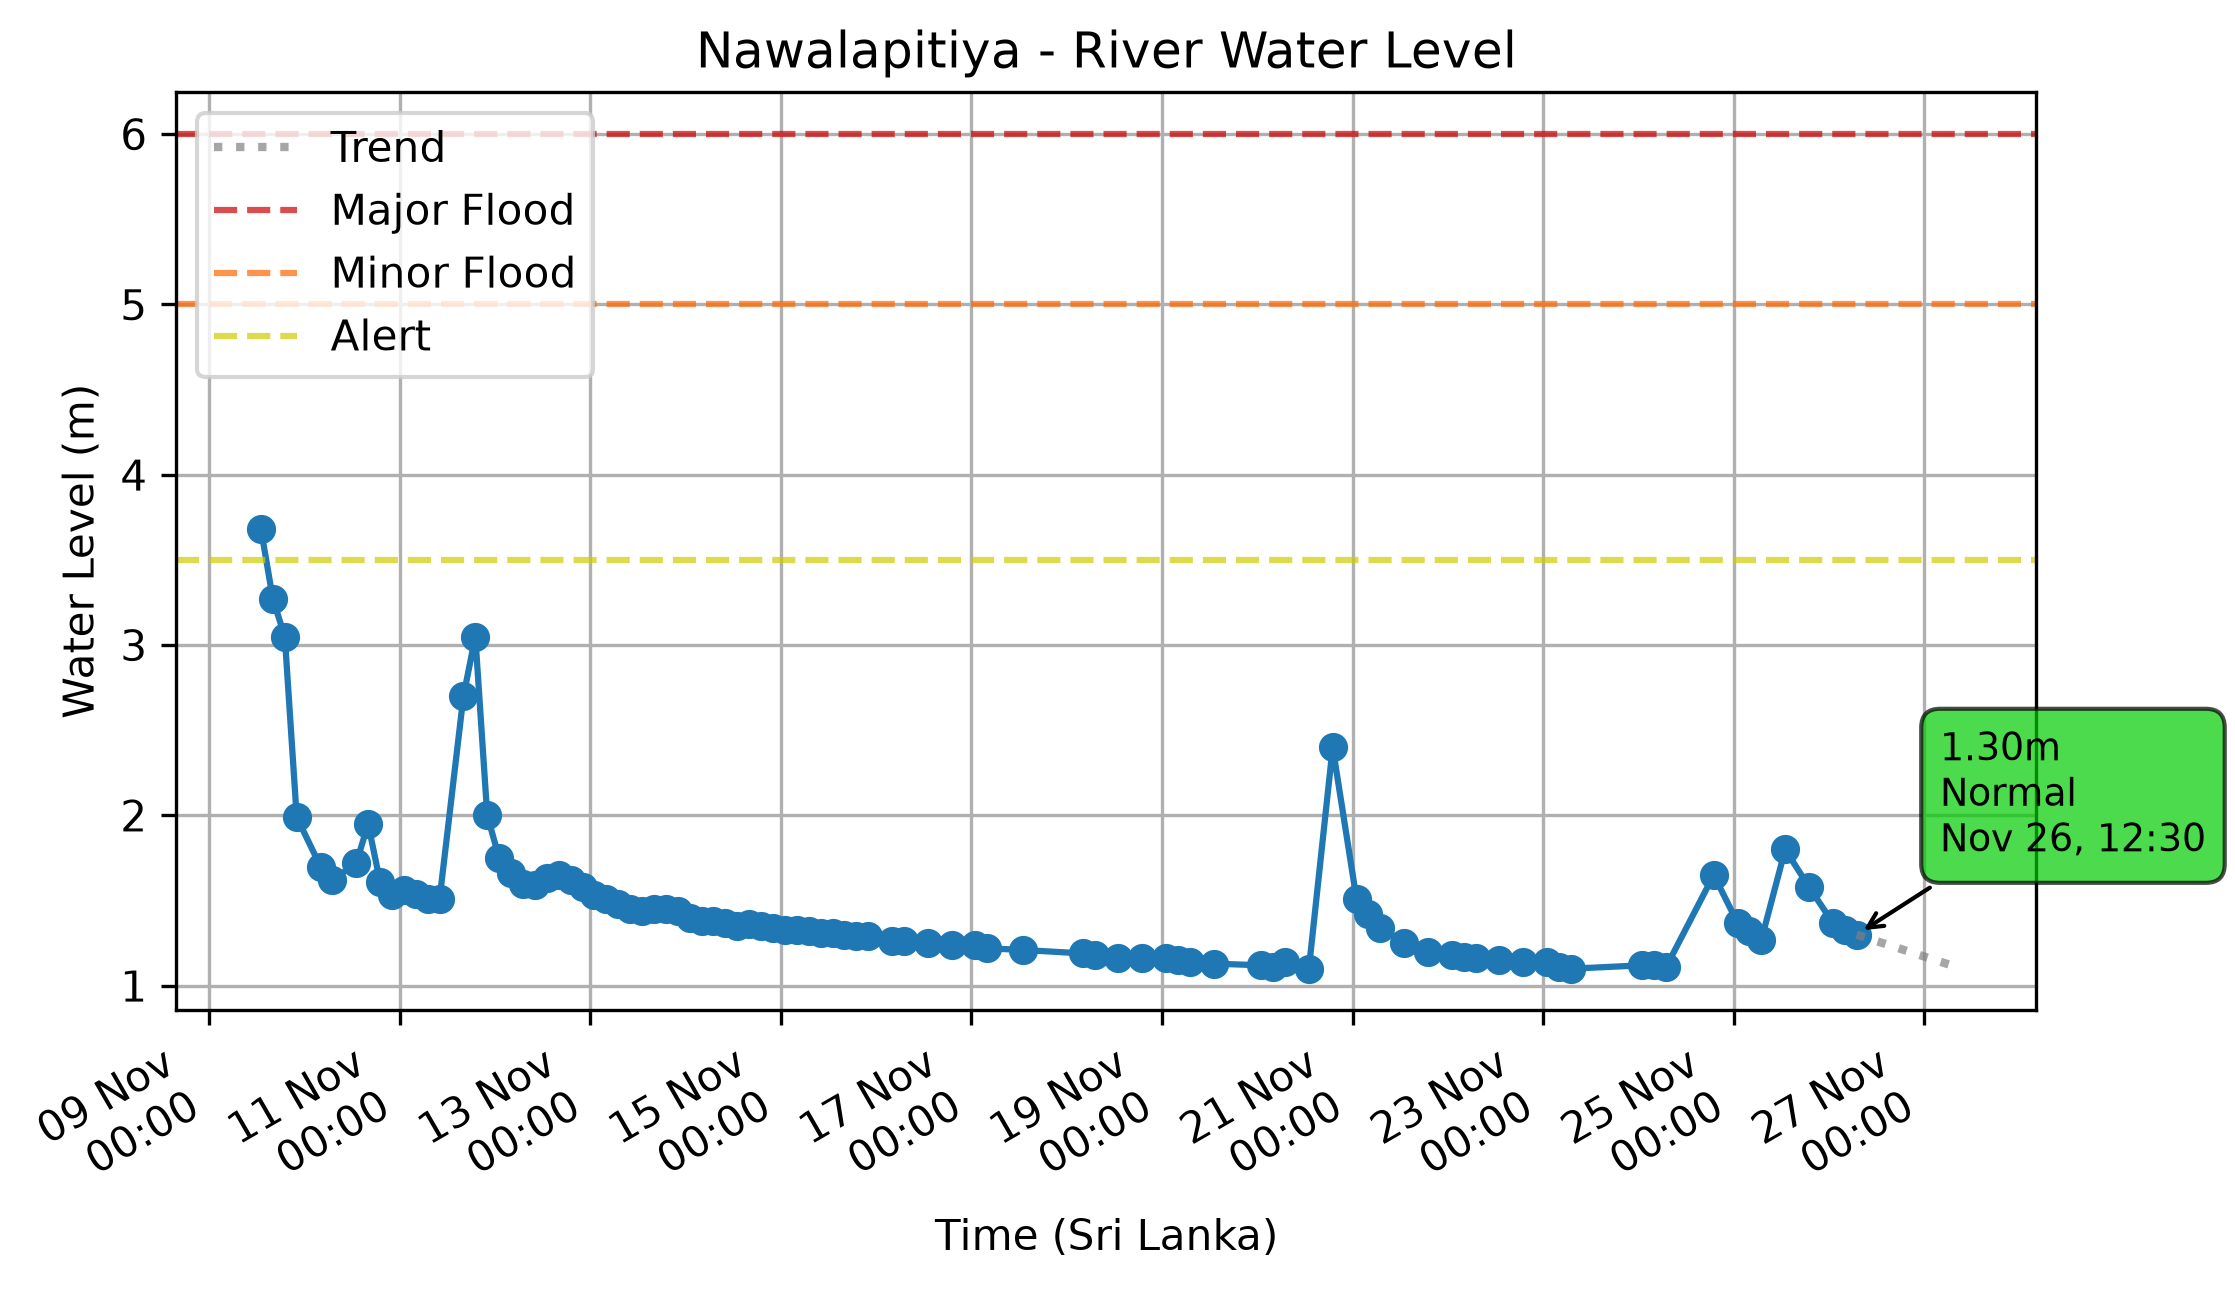 Nawalapitiya - River Water Level
Trend
Major Flood
Minor Flood
Alert
6
5
4
3
2
1
Water Level (m)
1.30m
Normal
Nov 26, 12:30
09 Nov
00:00
11 Nov
00:00
13 Nov
00:00
15 Nov
00:00
17 Nov
00:00
19 Nov
00:00
21 Nov
00:00
23 Nov
00:00
25 Nov
00:00
27 Nov
00:00
Time (Sri Lanka)